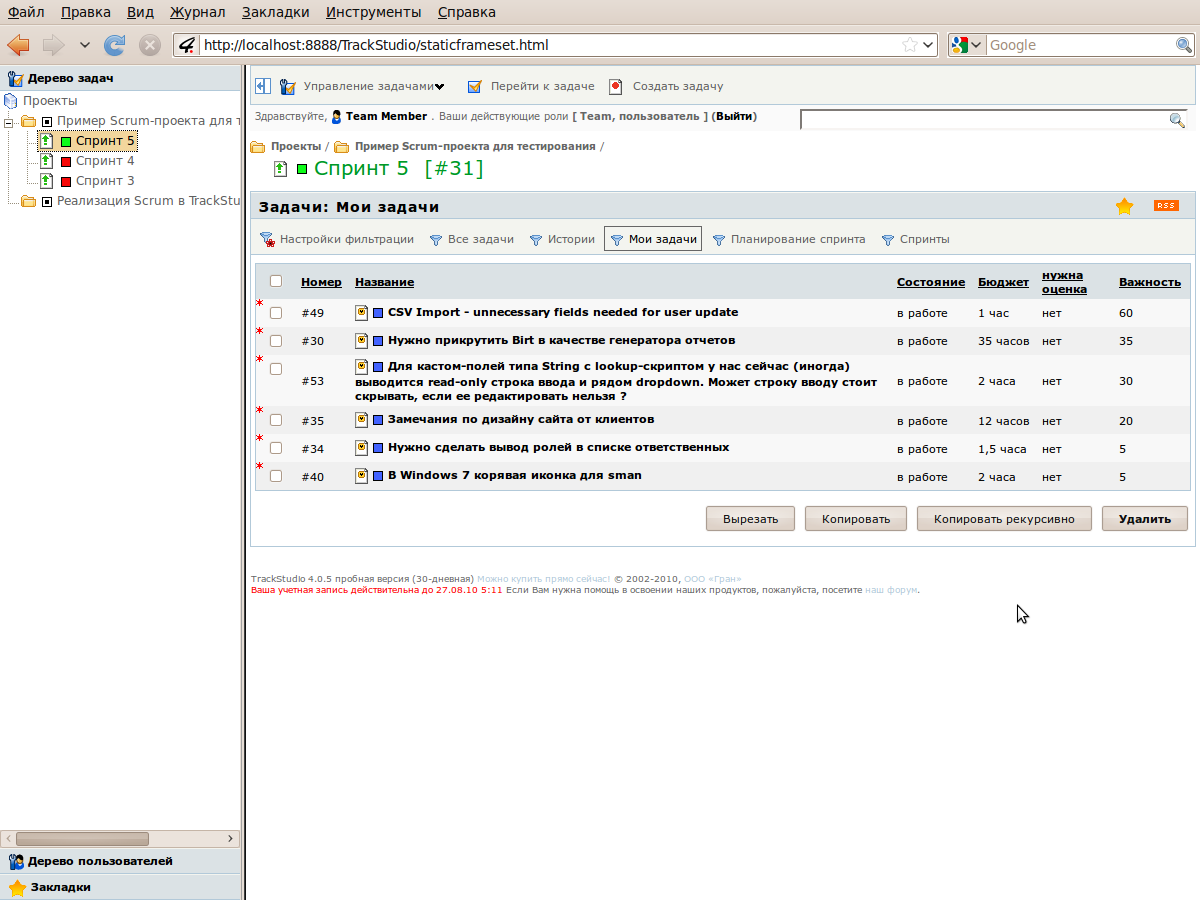 Файл Правка Вид Журнал Закладки Инструменты Справка
http://localhost:8888/TrackStudio/staticframeset.html
Google
Дерево задач
Проекты
Пример Scrum-проекта для
Спринт 5
Спринт 4
Спринт 3
Реализация Scrum в TrackStu
Дерево пользователей
Закладки
Управление задачами Перейти к задаче Создать задачу
Здравствуйте, Team Member . Ваши действующие роли [ Team, пользователь ] (Выйти)
Проекты / Пример Scrum-проекта для тестирования /
Спринт 5 [#31]
Задачи: Мои задачи
RSS
Настройки фильтрации Все задачи Истории Мои задачи Планирование спринта Спринты
Номер Название Состояние Бюджет нужна оценка Важность
#49 CSV Import - unnecessary fields needed for user update в работе 1 час нет 60
#30 Нужно прикрутить Birt в качестве генератора отчетов в работе 35 часов нет 35
Для кастом-полей типа String с lookup-скриптом у нас сейчас (иногда)
#53 выводится read-only строка ввода и рядом dropdown. Может строку вводу стоит в работе 2 часа нет 30
скрывать, если ее редактировать нельзя ?
#35 Замечания по дизайну сайта от клиентов в работе 12 часов нет 20
#34 Нужно сделать вывод ролей в списке ответственных в работе 1,5 часа нет 5
#40 В Windows 7 корявая иконка для sman в работе 2 часа нет 5
Вырезать Копировать Копировать рекурсивно Удалить
TrackStudio 4.0.5 пробная версия (30-дневная) Можно купить прямо сейчас! © 2002-2010, ООО «Гран»
Ваша учетная запись действительна до 27.08.10 5:11 Если Вам нужна помощь в освоении наших продуктов, пожалуйста, посетите наш форум.